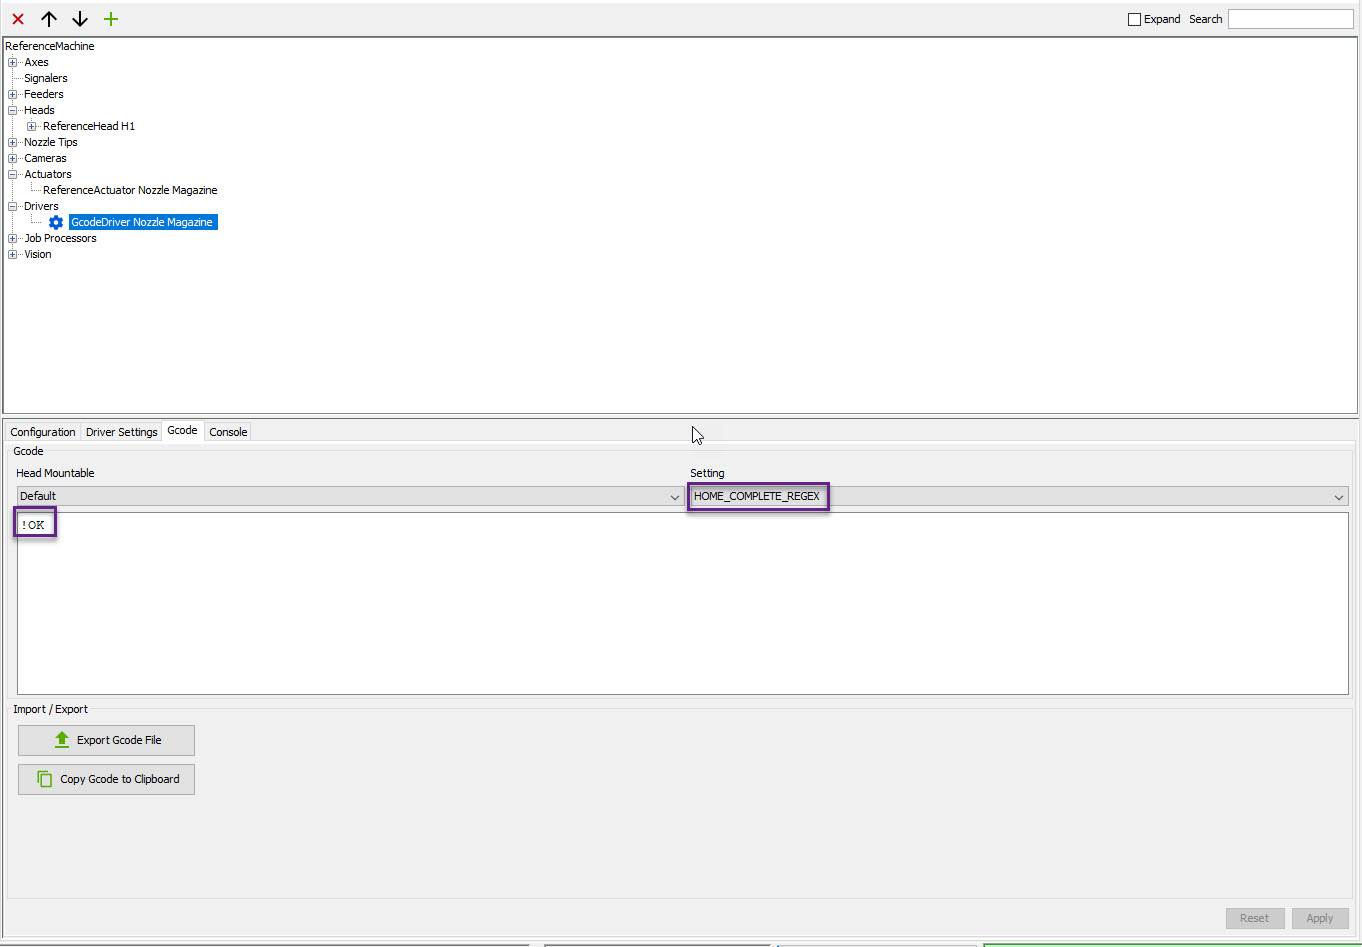 Expand Search
ReferenceMachine
Axes
Signalers
Feeders
Heads
ReferenceHead H1
Nozzle Tips
Cameras
Actuators
ReferenceActuator Nozzle Magazine
Drivers
GcodeDriver Nozzle Magazine
Job Processors
Vision
Configuration Driver Settings Gcode Console
Gcode
Head Mountable Setting
Default HOME_COMPLETE_REGEX
!OK
Import / Export
Export Gcode File
Copy Gcode to Clipboard
Reset Apply